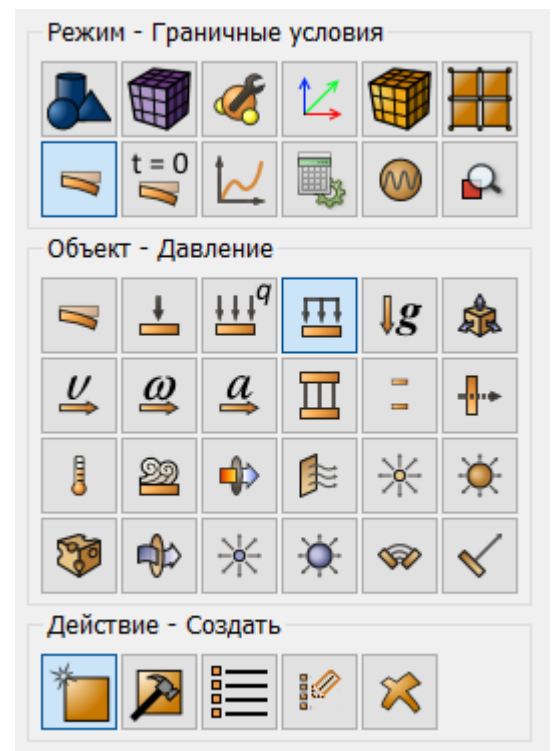 Режим - Граничные условия
t = 0
Объект - Давление
q
g
v ω a
Действие - Создать